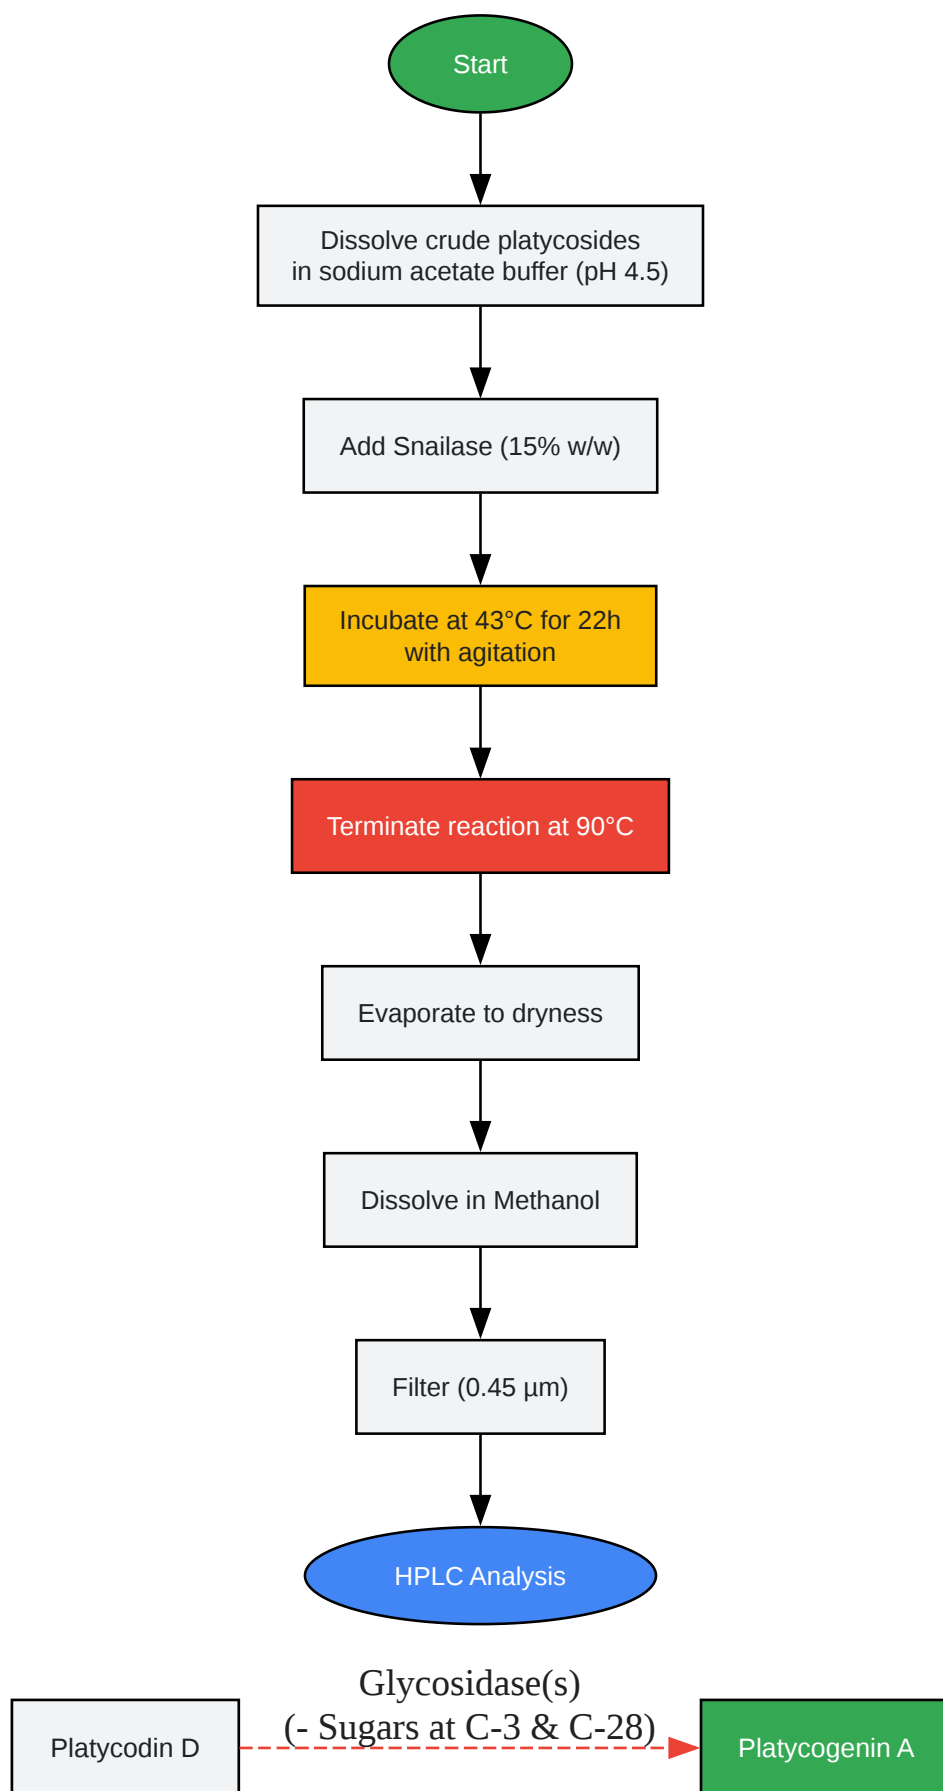 Start
Dissolve crude platycosides
in sodium acetate buffer (pH 4.5)
Add Snailase (15% w/w)
Incubate at 43°C for 22h
with agitation
Terminate reaction at 90°C
Evaporate to dryness
Dissolve in Methanol
Filter (0.45 µm)
HPLC Analysis
Glycosidase(s)
(- Sugars at C-3 & C-28)
Platycodin D
Platycogenin A